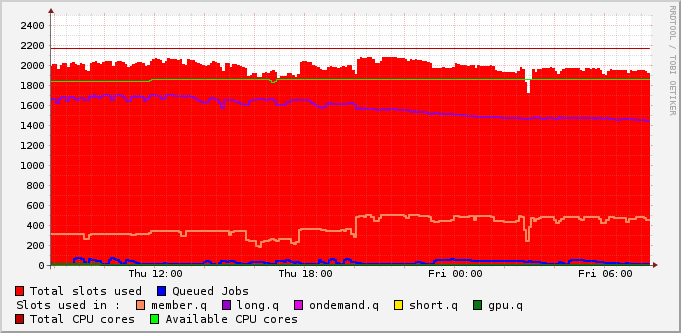 2400
2200
2000
1800
1600
1400
1200
1000
800
600
400
200
0
Thu 12:00 Thu 18:00 Fri 00:00 Fri 06:00
Total slots used Queued Jobs
Slots used in : member.q long.q ondemand.q short.q gpu.q
Total CPU cores Available CPU cores
RRDTOOL / TOBI OETIKER